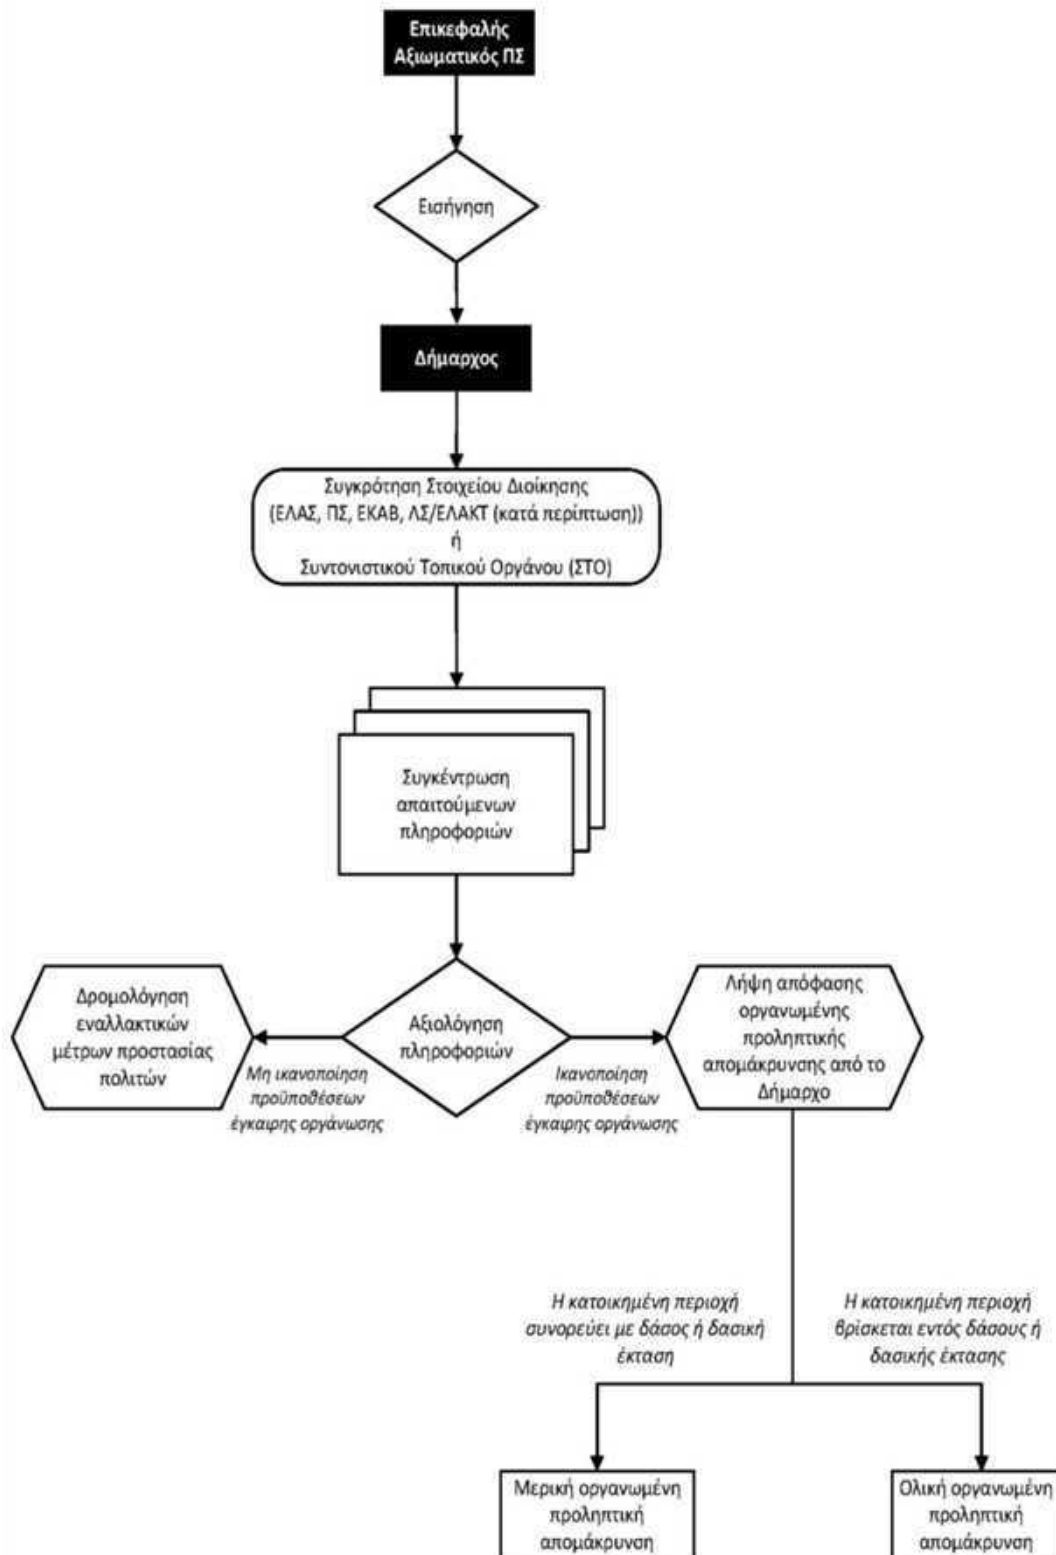 Επικεφαλής
Αξιωματικός ΠΣ
Εισήγηση
Δήμαρχος
Συγκρότηση Στοιχείου Διοίκησης
(ΕΛΑΣ, ΠΣ, ΕΚΑΒ, ΛΣ/ΕΛΑΚΤ (κατά περίπτωση))
ή
Συντονιστικού Τοπικού Οργάνου (ΣΤΟ)
Συγκέντρωση
απαιτούμενων
πληροφοριών
Δρομολόγηση
εναλλακτικών
μέτρων προστασίας
πολιτών
Μη ικανοποίηση
προϋποθέσεων
έγκαιρης οργάνωσης
Αξιολόγηση
πληροφοριών
Ικανοποίηση
προϋποθέσεων
έγκαιρης οργάνωσης
Λήψη απόφασης
οργανωμένης
προληπτικής
απομάκρυνσης από το
Δήμαρχο
Η κατοικημένη περιοχή
συνορεύει με δάσος ή δασική
έκταση
Η κατοικημένη περιοχή
βρίσκεται εντός δάσους ή
δασικής έκτασης
Μερική οργανωμένη
προληπτική
απομάκρυνση
Ολική οργανωμένη
προληπτική
απομάκρυνση